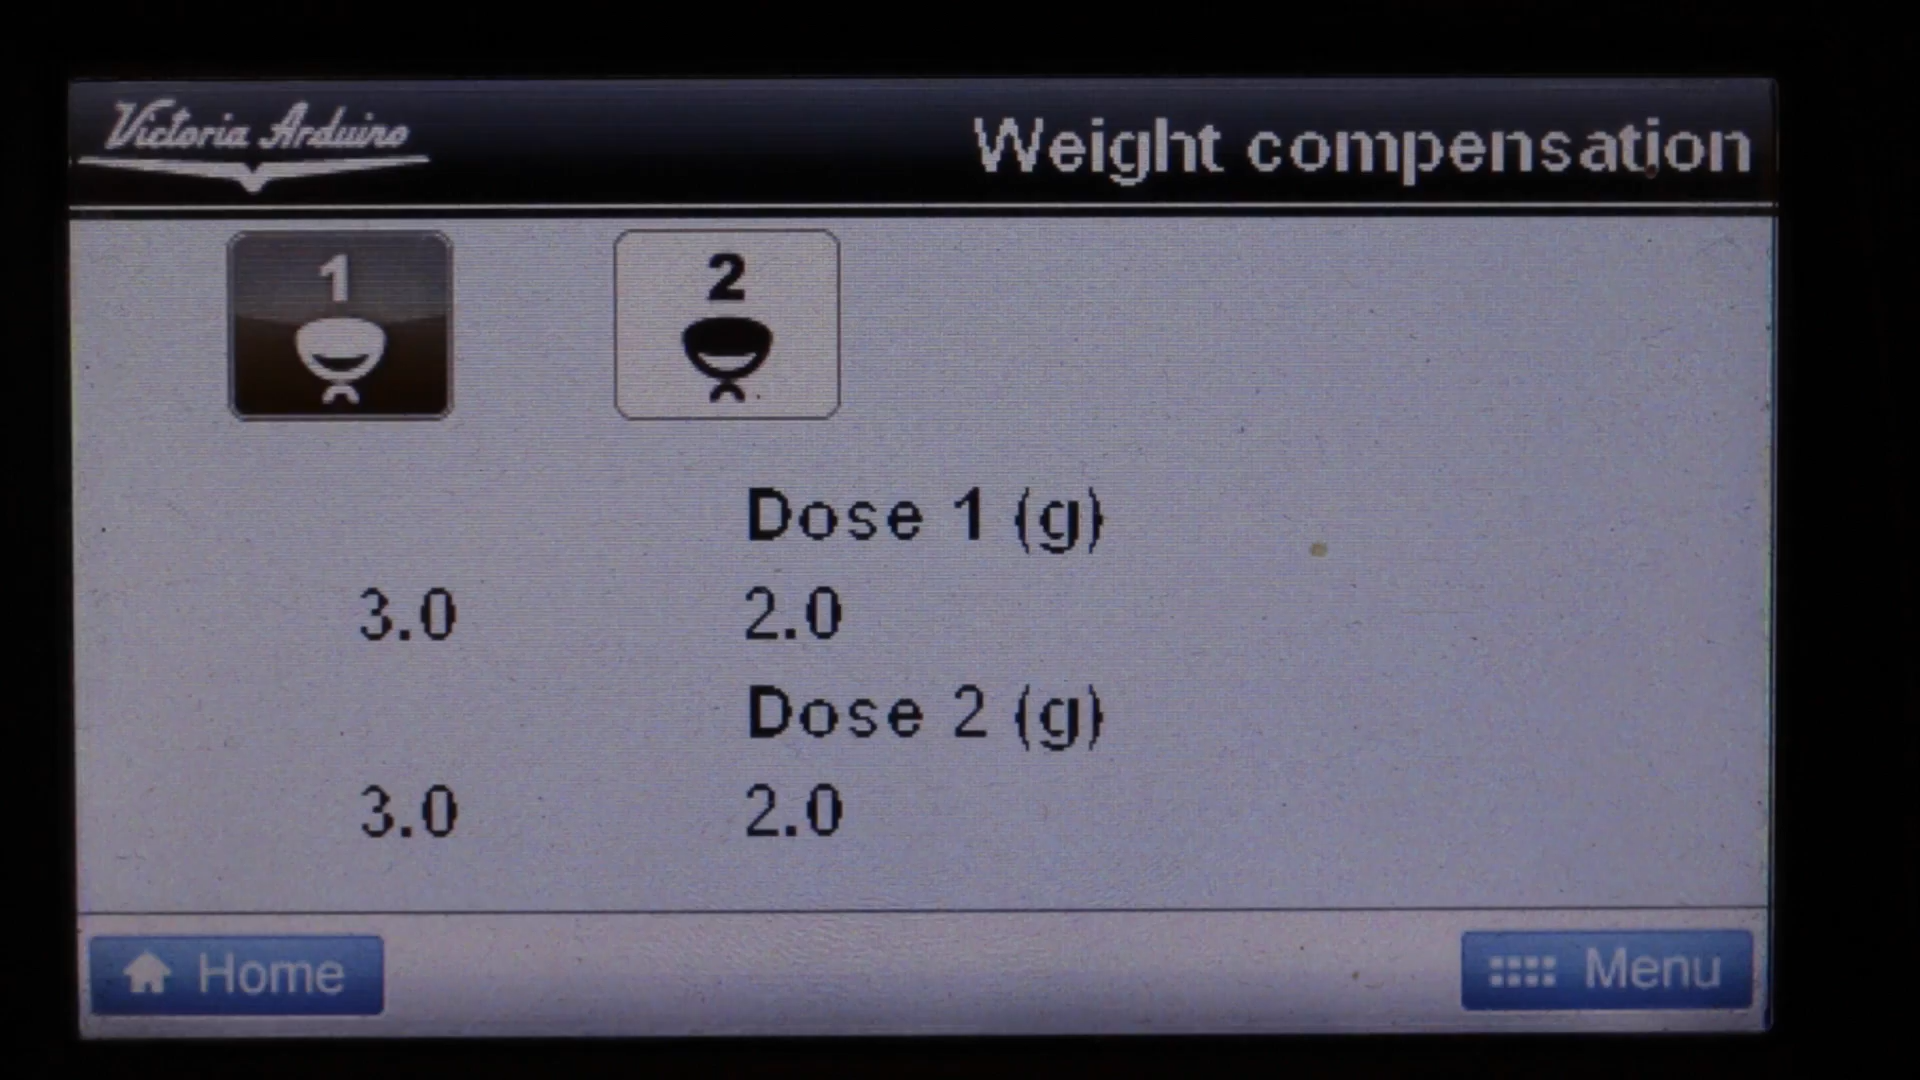 Victoria Arduino
Weight compensation
1 2
Dose 1 (g)
3.0 2.0
Dose 2 (g)
3.0 2.0
Home Menu